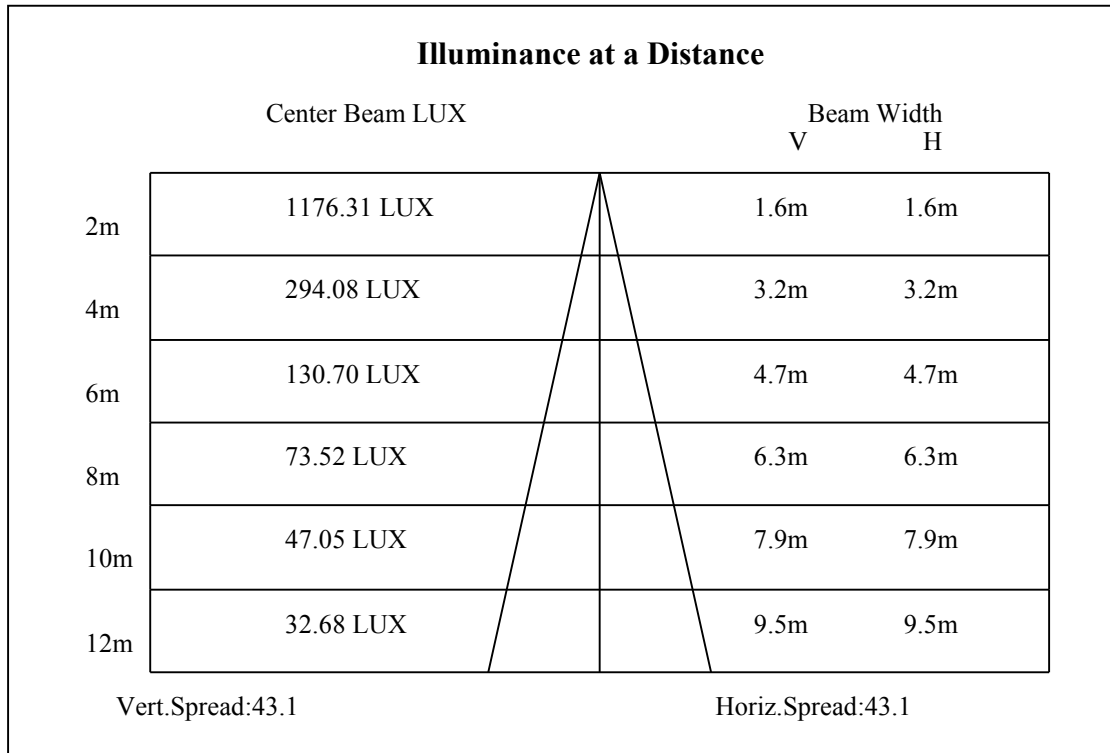 Illuminance at a Distance
Center Beam LUX Beam Width
V H
2m 1176.31 LUX 1.6m 1.6m
4m 294.08 LUX 3.2m 3.2m
6m 130.70 LUX 4.7m 4.7m
8m 73.52 LUX 6.3m 6.3m
10m 47.05 LUX 7.9m 7.9m
12m 32.68 LUX 9.5m 9.5m
Vert.Spread:43.1 Horiz.Spread:43.1